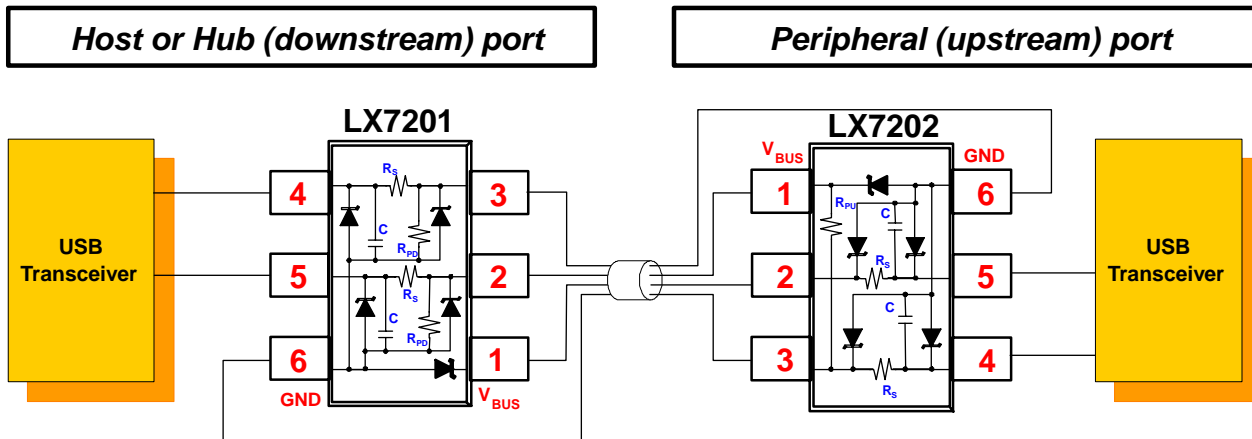 Host or Hub (downstream) port
Peripheral (upstream) port
LX7201
LX7202
USB
Transceiver
4
5
6
GND
RS
C
RPD
RS
C
RPD
3
2
1
VBUS
VBUS
1
2
3
RPU
C
RS
C
RS
GND
6
5
4
USB
Transceiver